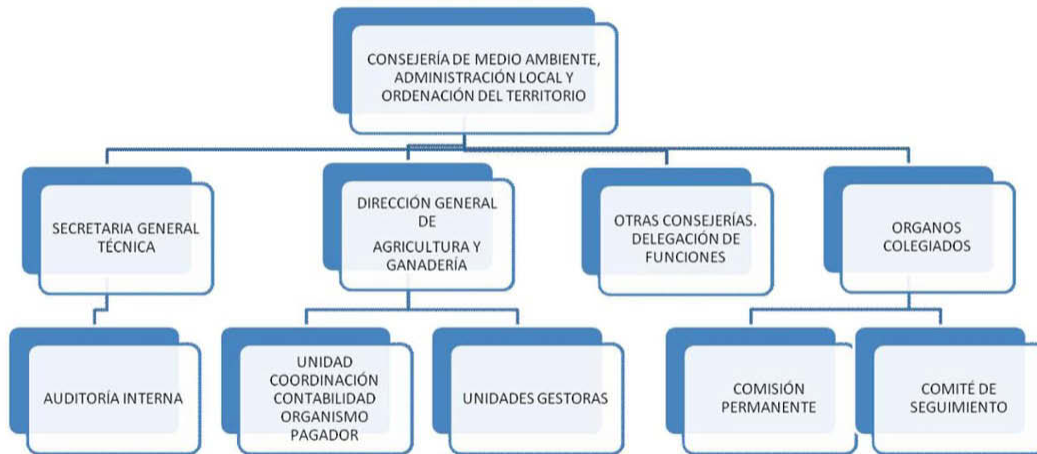 CONSEJERÍA DE MEDIO AMBIENTE,
ADMINISTRACIÓN LOCAL Y
ORDENACIÓN DEL TERRITORIO
SECRETARIA GENERAL
TÉCNICA
DIRECCIÓN GENERAL
DE
AGRICULTURA Y
GANADERÍA
OTRAS CONSEJERÍAS.
DELEGACIÓN DE
FUNCIONES
ORGANOS
COLEGIADOS
AUDITORÍA INTERNA
UNIDAD
COORDINACIÓN
CONTABILIDAD
ORGANISMO
PAGADOR
UNIDADES GESTORAS
COMISIÓN
PERMANENTE
COMITÉ DE
SEGUIMIENTO